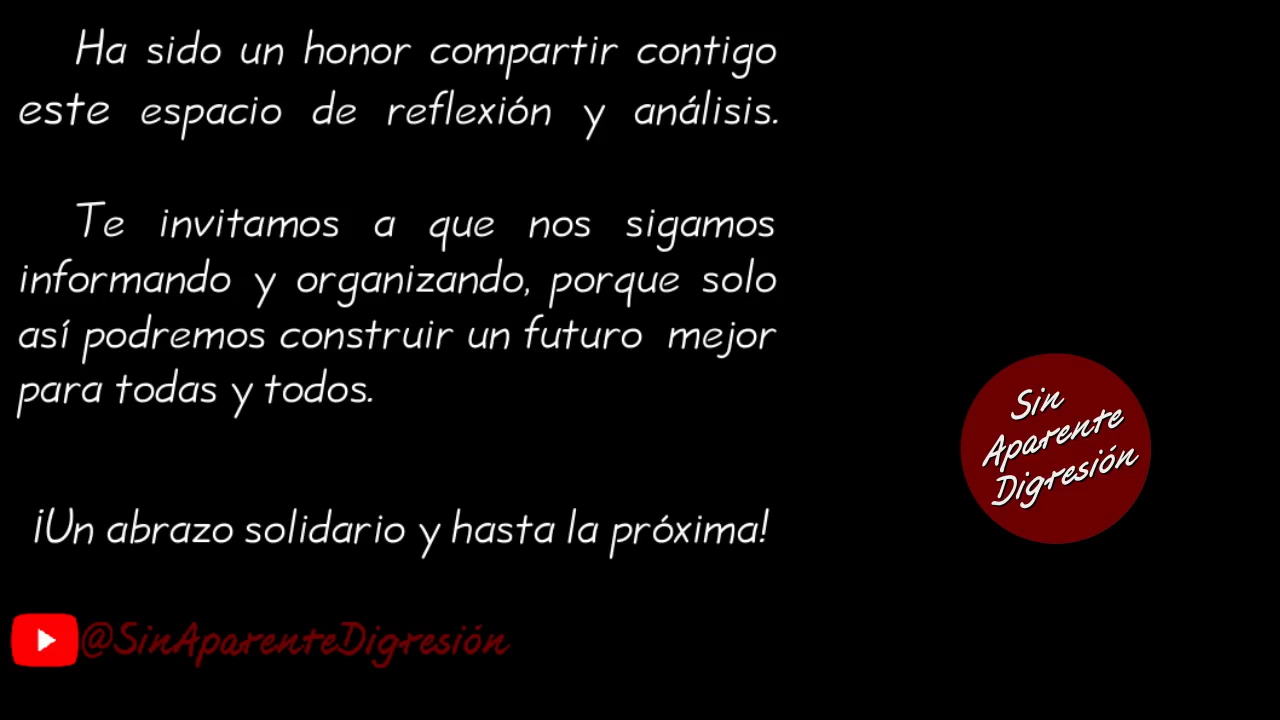 Ha sido un honor compartir contigo
este espacio de reflexión y análisis.
Te invitamos a que nos sigamos
informando y organizando, porque solo
así podremos construir un futuro mejor
para todas y todos.
¡Un abrazo solidario y hasta la próxima!
Sin
Aparente
Digresión
@SinAparenteDigresión